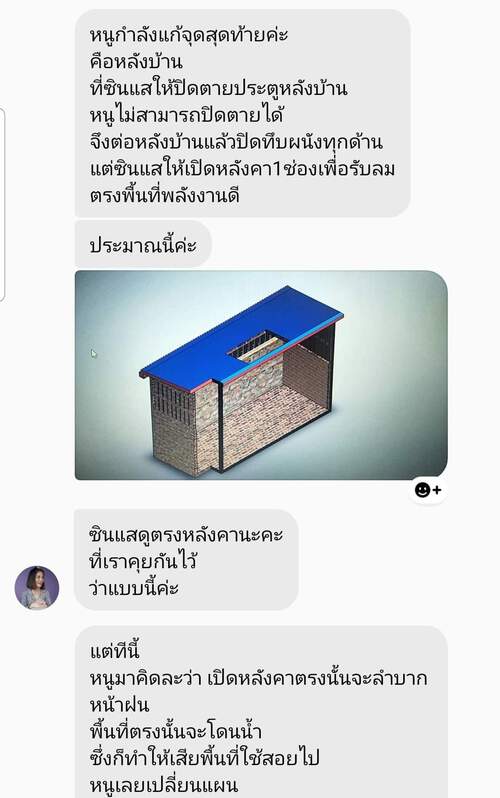 หนูกำลังแก้จุดสุดท้ายค่ะ
คือหลังบ้าน
ที่ซินแสให้ปิดตายประตูหลังบ้าน
หนูไม่สามารถปิดตายได้
จึงต่อหลังบ้านแล้วปิดทึบผนังทุกด้าน
แต่ซินแสให้เปิดหลังคา1ช่องเพื่อรับลม
ตรงพื้นที่พลังงานดี
ประมาณนี้ค่ะ
ซินแสดูตรงหลังคานะคะ
ที่เราคุยกันไว้
ว่าแบบนี้ค่ะ
แต่ทีนี้
หนูมาคิดละว่า เปิดหลังคาตรงนั้นจะลำบาก
หน้าฝน
พื้นที่ตรงนั้นจะโดนน้ำ
ซึ่งก็ทำให้เสียพื้นที่ใช้สอยไป
หนูเลยเปลี่ยนแผน